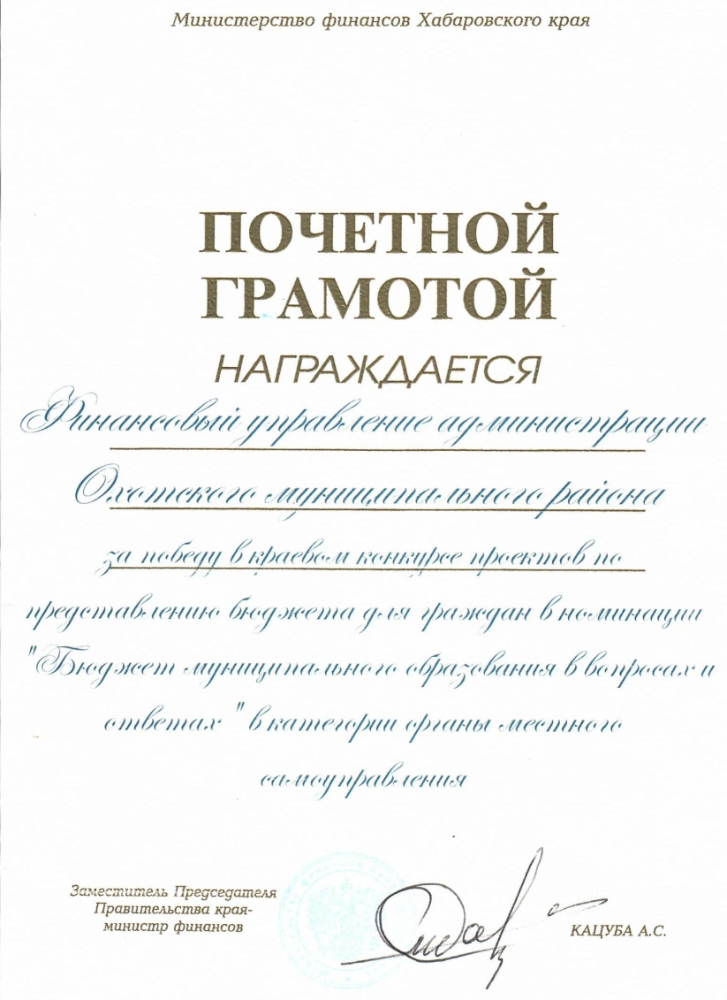 Министерство финансов Хабаровского края
ПОЧЕТНОЙ
ГРАМОТОЙ
НАГРАЖДАЕТСЯ
Финансовый управление администрации
Охотского муниципального района
за победу в краевом конкурсе проектов по
представлению бюджета для граждан в номинации
"Бюджет муниципального образования в вопросах и
ответах " в категории органы местного
самоуправления
Заместитель Председателя
Правительства края-
министр финансов
КАЦУБА А.С.